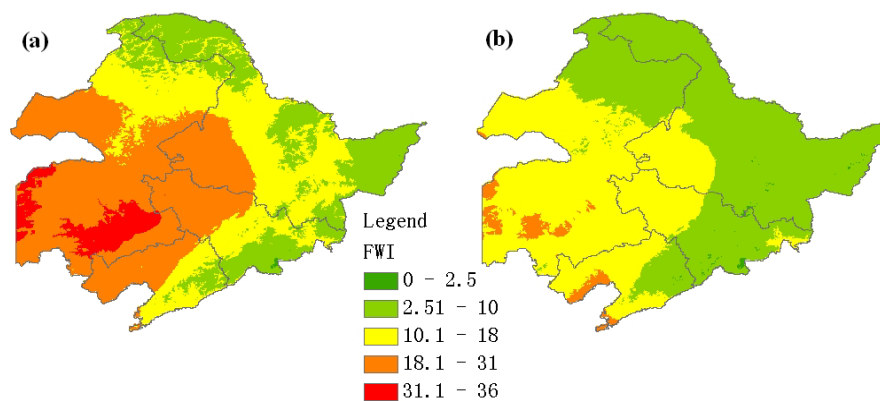 (a)
(b)
Legend
FWI
0 - 2.5
2.51 - 10
10.1 - 18
18.1 - 31
31.1 - 36